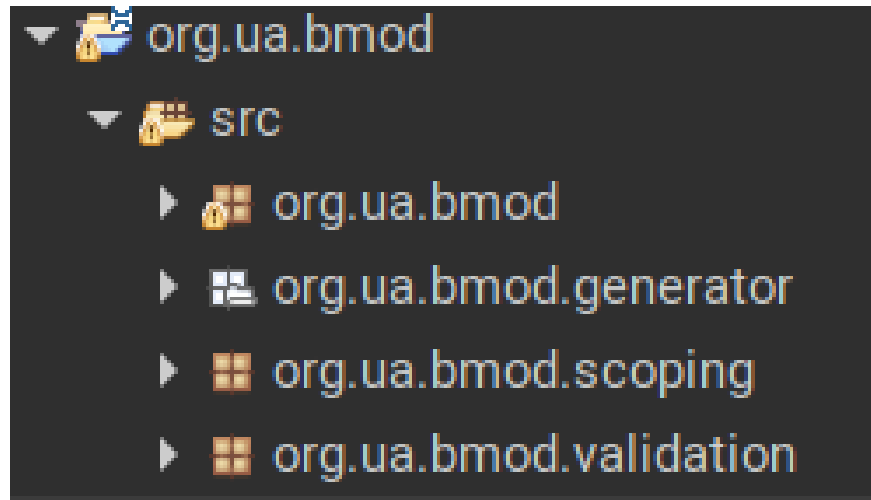 org.ua.bmod
src
org.ua.bmod
org.ua.bmod.generator
org.ua.bmod.scoping
org.ua.bmod.validation